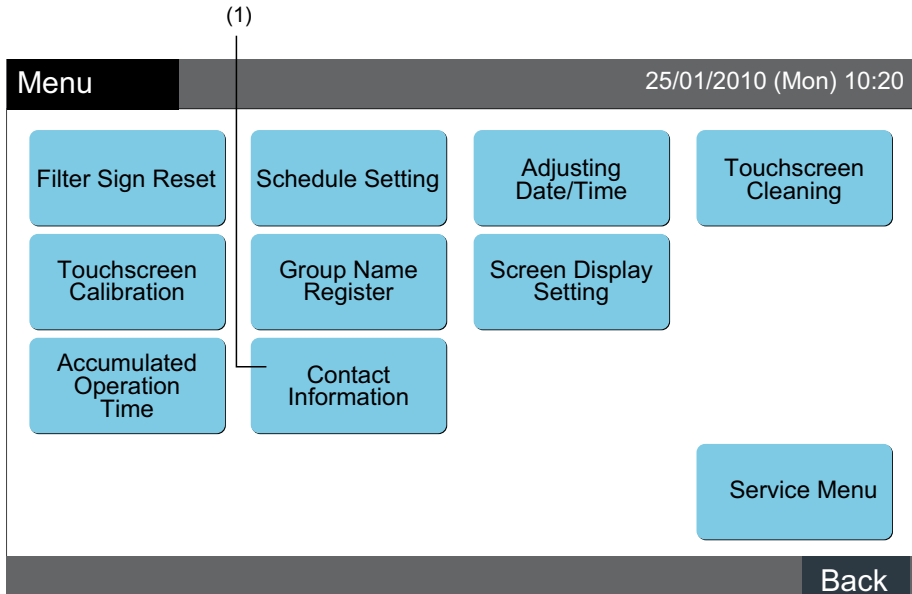 (1)
Menu
25/01/2010 (Mon) 10:20
Filter Sign Reset
Schedule Setting
Adjusting
Date/Time
Touchscreen
Cleaning
Touchscreen
Calibration
Group Name
Register
Screen Display
Setting
Accumulated
Operation
Time
Contact
Information
Service Menu
Back